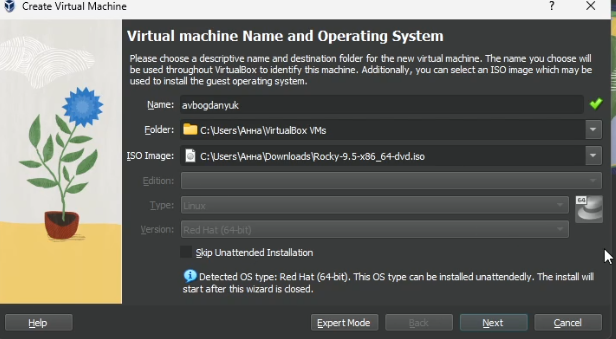 Create Virtual Machine
?
Virtual machine Name and Operating System
Please choose a descriptive name and destination folder for the new virtual machine. The name you choose will
be used throughout VirtualBox to identify this machine. Additionally, you can select an ISO image which may be
used to install the guest operating system.
Name: avbogdanyuk
Folder: C:\Users\Анна\VirtualBox VMs
ISO Image: C:\Users\Анна\Downloads\Rocky-9.5-x86_64-dvd.iso
Edition:
Type: Linux
64
Version: Red Hat (64-bit)
Skip Unattended Installation
Detected OS type: Red Hat (64-bit). This OS type can be installed unattendedly. The install will
start after this wizard is closed.
Help Expert Mode Back Next Cancel